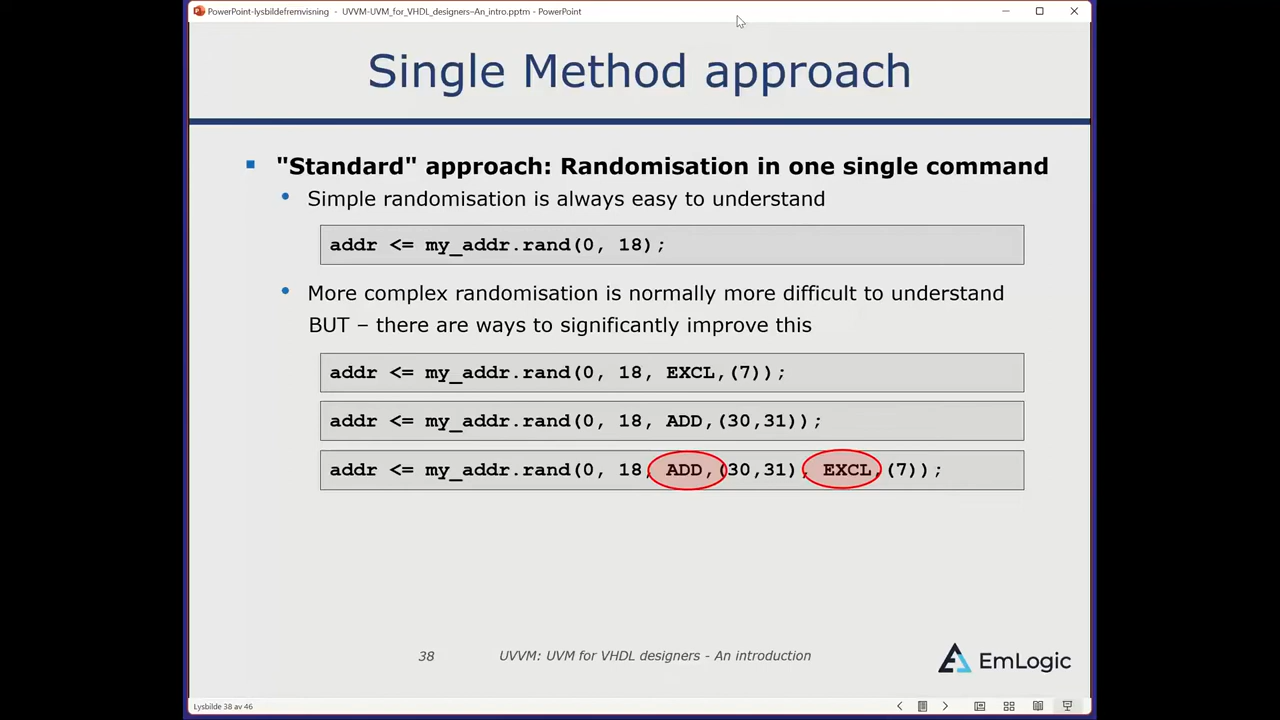 PowerPoint-lysbildefremvisning - UVVM-UVM_for_VHDL_designers–An_intro.pptm - PowerPoint
Single Method approach
"Standard" approach: Randomisation in one single command
Simple randomisation is always easy to understand
addr <= my_addr.rand(0, 18);
More complex randomisation is normally more difficult to understand
BUT – there are ways to significantly improve this
addr <= my_addr.rand(0, 18, EXCL,(7));
addr <= my_addr.rand(0, 18, ADD,(30,31));
addr <= my_addr.rand(0, 18, ADD,(30,31), EXCL,(7));
38 UVVM: UVM for VHDL designers - An introduction
EmLogic
Lysbilde 38 av 46